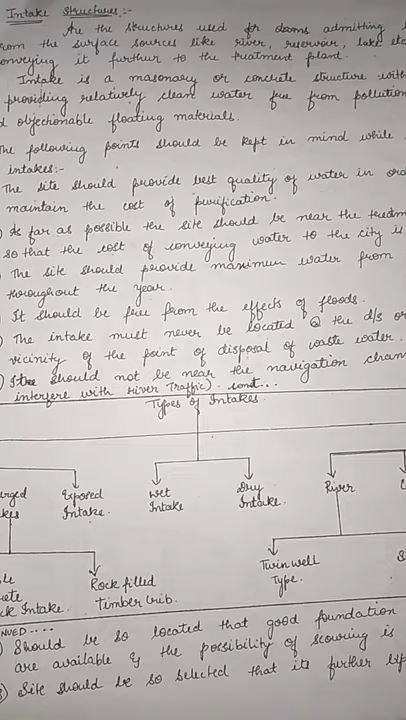 Intake Structures:-
Are the structures used for dooms admitting
from the surface sources like river, reservoir, lake etc
conveying it further to the treatment plant.
Intake is a masonary or concrete structure with
providing relatively clean water free from pollution
objectionable floating materials.
The following points should be kept in mind while
intakes:-
The site should provide best quality of water in
maintain the cost of purification.
As far as possible the site should be near the
so that the cost of conveying water to the city is
The site should provide maximum water from
thoroughout the year.
It should be free from the effects of floods.
The intake must never be located @ the d/s or
vicinity of the point of disposal of waste water.
should not be near the navigation
interfere with river Traffic). cont...
Types of Intakes.
Exposed Intake.
Wet Intake
Dry Intake.
River
Rock filled timber crib.
Twin well Type.
Intake.
Should be so located that good foundation
are available & the possibility of scouring is
Site should be so selected that its further